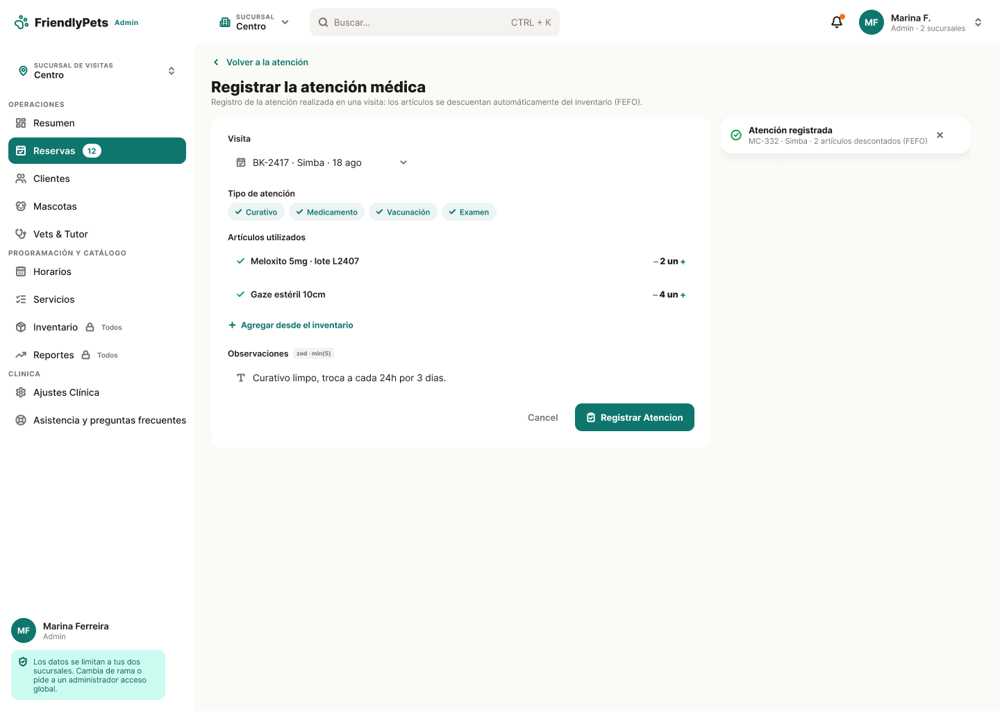 FriendlyPets Admin
SUCURSAL
Centro
Buscar...
CTRL + K
MF
Marina F.
Admin · 2 sucursales
SUCURSAL DE VISITAS
Centro
OPERACIONES
Resumen
Reservas 12
Clientes
Mascotas
Vets & Tutor
PROGRAMACIÓN Y CATÁLOGO
Horarios
Servicios
Inventario Todos
Reportes Todos
CLINICA
Ajustes Clínica
Asistencia y preguntas frecuentes
MF
Marina Ferreira
Admin
Los datos se limitan a tus dos
sucursales. Cambia de rama o
pide a un administrador acceso
global.
Volver a la atención
Registrar la atención médica
Registro de la atención realizada en una visita: los artículos se descuentan automáticamente del inventario (FEFO).
Visita
BK-2417 · Simba · 18 ago
Tipo de atención
Curativo Medicamento Vacunación Examen
Artículos utilizados
Meloxito 5mg · lote L2407 – 2 un +
Gaze estéril 10cm – 4 un +
+ Agregar desde el inventario
Observaciones zod · min(5)
Curativo limpo, troca a cada 24h por 3 dias.
Cancel Registrar Atencion
Atención registrada
MC-332 · Simba · 2 artículos descontados (FEFO)